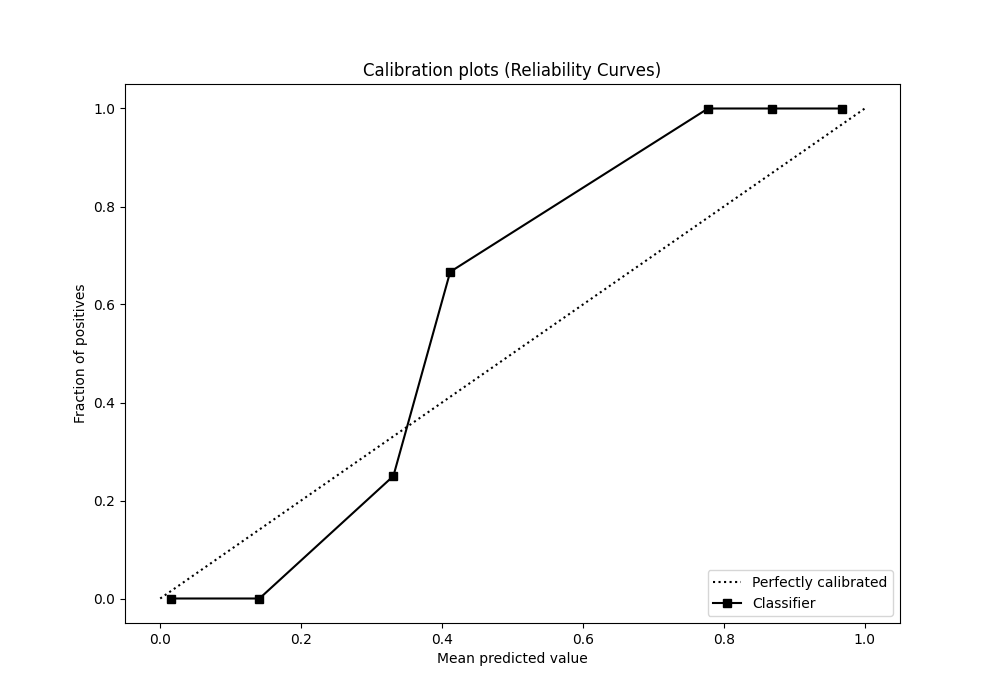 Calibration plots (Reliability Curves)
Fraction of positives
1.0
0.8
0.6
0.4
0.2
0.0
0.0 0.2 0.4 0.6 0.8 1.0
Mean predicted value
Perfectly calibrated
Classifier